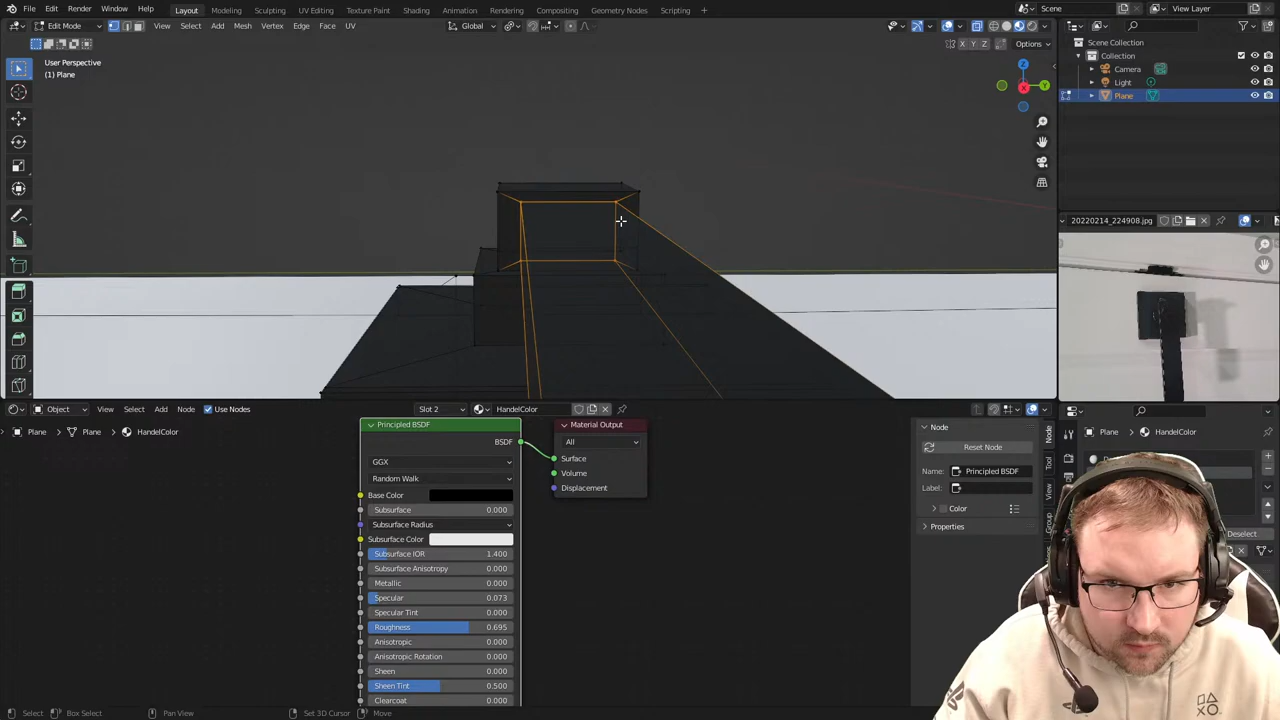 File Edit Render Window Help Layout Modeling Sculpting UV Editing Texture Paint Shading Animation Rendering Compositing Geometry Nodes Scripting + Scene View Layer
Edit Mode View Select Add Mesh Vertex Edge Face UV Global
X Y Z Options
User Perspective
(1) Plane
Z
Y
X
Scene Collection
Collection
Camera
Light
Plane
20220214_224908.jpg
Object View Select Add Node Use Nodes Slot 2 HandelColor
Plane Plane HandelColor
Principled BSDF
BSDF
GGX
Random Walk
Base Color
Subsurface 0.000
Subsurface Radius
Subsurface Color
Subsurface IOR 1.400
Subsurface Anisotropy 0.000
Metallic 0.000
Specular 0.073
Specular Tint 0.000
Roughness 0.695
Anisotropic 0.000
Anisotropic Rotation 0.000
Sheen 0.000
Sheen Tint 0.500
Clearcoat 0.000
Material Output
All
Surface
Volume
Displacement
Node
Reset Node
Name: Principled BSDF
Label:
Color
Properties
Node
Tool
View
Group
Plane HandelColor
Deselect
Select Box Select Pan View Set 3D Cursor Move